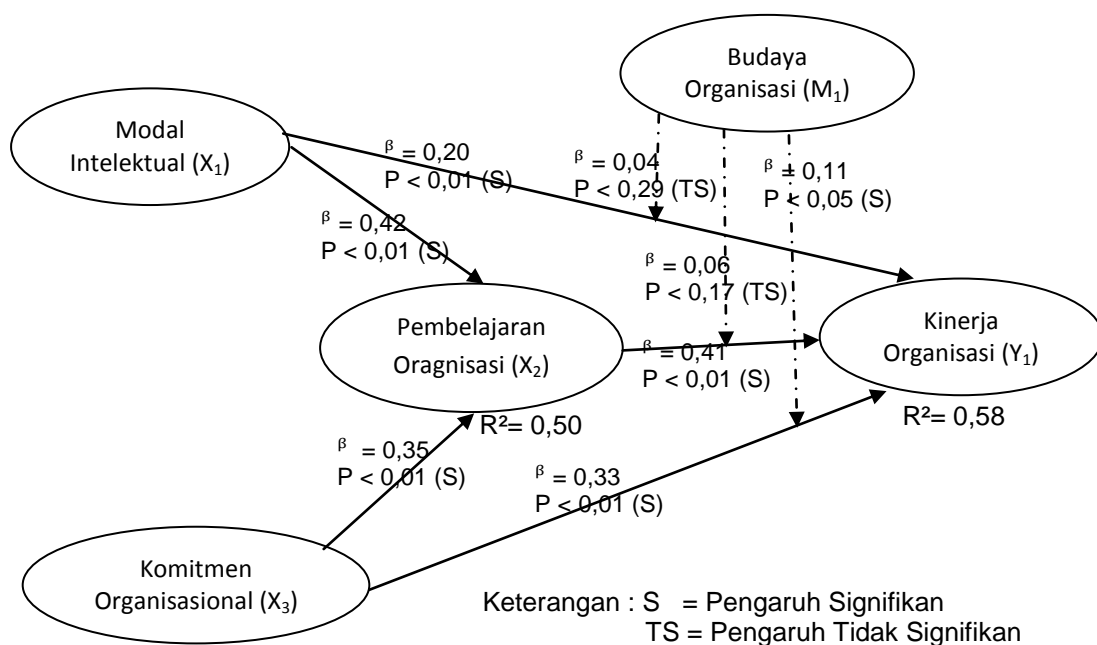 Budaya
Organisasi (M₁)
Modal
Intelektual (X₁)
β = 0,20
P < 0,01 (S)
β = 0,04
P < 0,29 (TS)
β = 0,11
P < 0,05 (S)
β = 0,42
P < 0,01 (S)
β = 0,06
P < 0,17 (TS)
Pembelajaran
Oragnisasi (X₂)
Kinerja
Organisasi (Y₁)
β = 0,41
P < 0,01 (S)
R²= 0,50
R²= 0,58
β = 0,35
P < 0,01 (S)
β = 0,33
P < 0,01 (S)
Komitmen
Organisasional (X₃)
Keterangan : S = Pengaruh Signifikan
TS = Pengaruh Tidak Signifikan